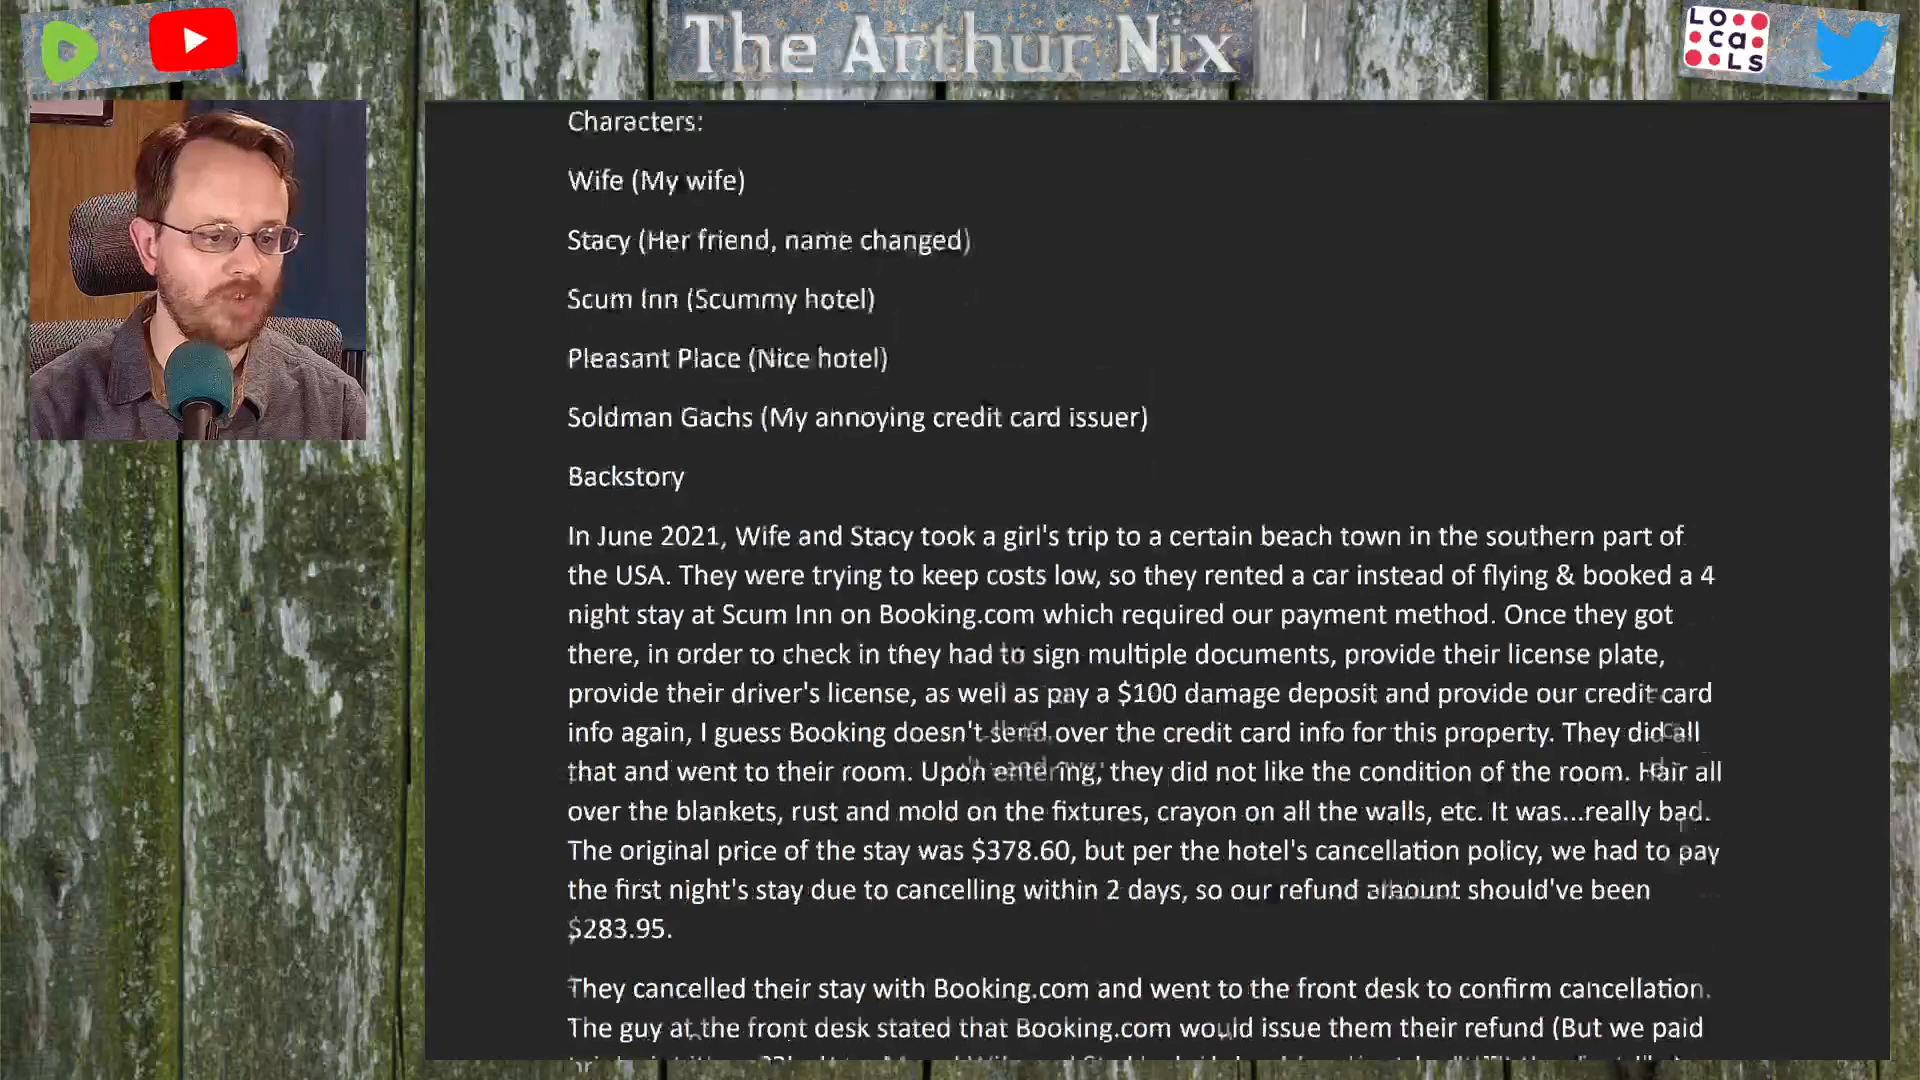 The Arthur Nix
LOcaLS
Characters:
Wife (My wife)
Stacy (Her friend, name changed)
Scum Inn (Scummy hotel)
Pleasant Place (Nice hotel)
Soldman Gachs (My annoying credit card issuer)
Backstory
In June 2021, Wife and Stacy took a girl's trip to a certain beach town in the southern part of
the USA. They were trying to keep costs low, so they rented a car instead of flying & booked a 4
night stay at Scum Inn on Booking.com which required our payment method. Once they got
there, in order to check in they had to sign multiple documents, provide their license plate,
provide their driver's license, as well as pay a $100 damage deposit and provide our credit card
info again, I guess Booking doesn't send over the credit card info for this property. They did all
that and went to their room. Upon entering, they did not like the condition of the room. Hair all
over the blankets, rust and mold on the fixtures, crayon on all the walls, etc. It was...really bad.
The original price of the stay was $378.60, but per the hotel's cancellation policy, we had to pay
the first night's stay due to cancelling within 2 days, so our refund amount should've been
$283.95.
They cancelled their stay with Booking.com and went to the front desk to confirm cancellation.
The guy at the front desk stated that Booking.com would issue them their refund (But we paid